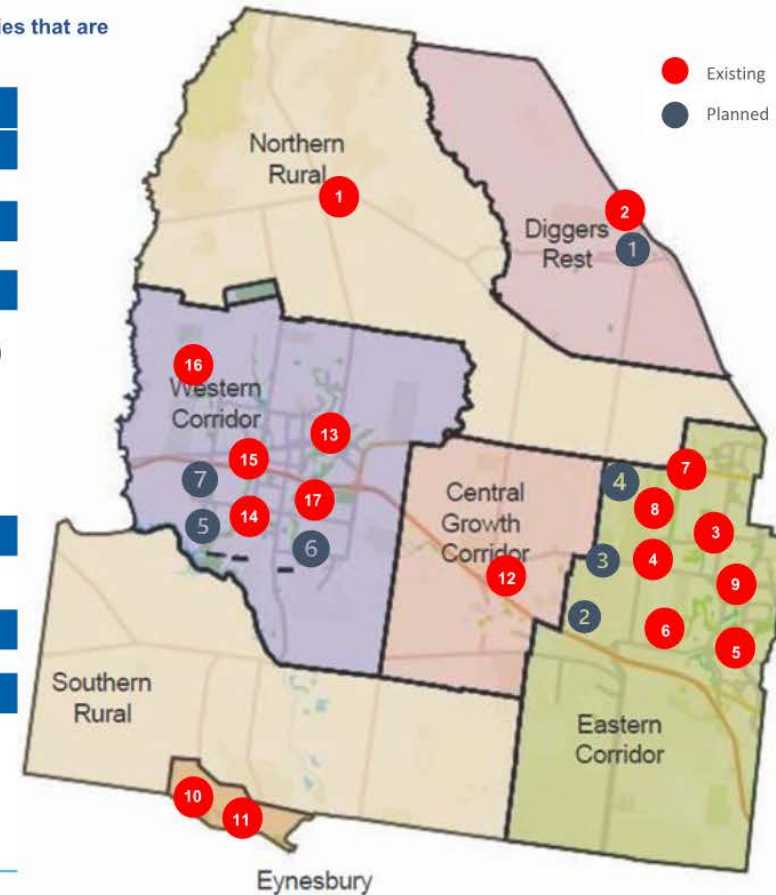 ies that are
Existing
Planned
Northern
Rural
1
2
Diggers
Rest
1
16
Western
Corridor
13
15
7
17
14
5
6
Central
Growth
Corridor
12
7
4
8
3
4
3
9
2
6
5
Southern
Rural
Eastern
Corridor
10
11
Eynesbury